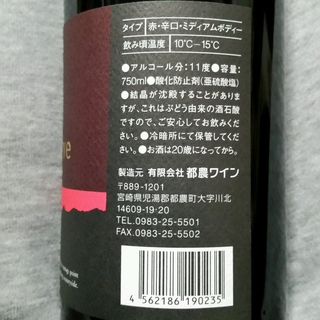 タイプ 赤・辛口・ミディアムボディー
飲み頃温度 10℃−15℃
●アルコール分：11度●容量：
750ml●酸化防止剤(亜硫酸塩)
●結晶が沈殿することがありま
すが、これはぶどう由来の酒石酸
ですので、ご安心してお飲みくだ
さい。●冷暗所にて保管してくだ
さい。●お酒は20歳になってから。
製造元 有限会社 都農ワイン
〒889-1201
宮崎県児湯郡都農町大字川北
14609-19・20
TEL.0983-25-5501
FAX.0983-25-5502
4 562186 190235
ne
point